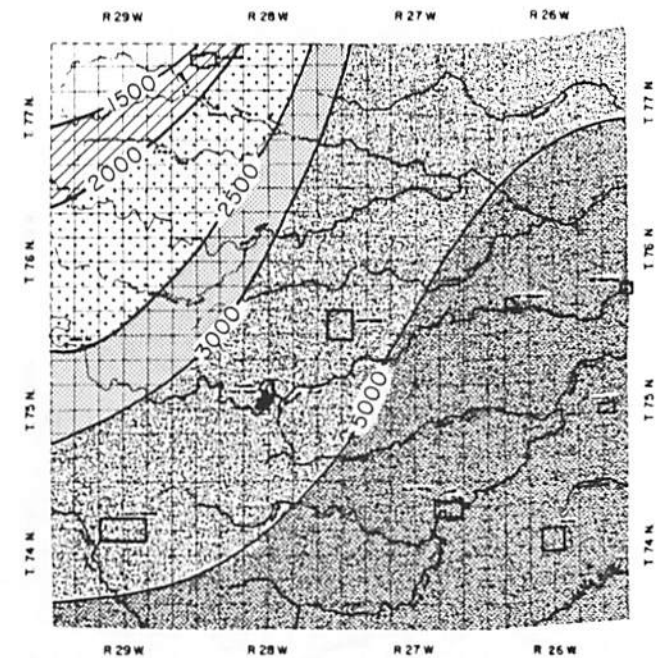 R 29 W R 28 W R 27 W R 26 W
T 77 N.
T 76 N.
T 75 N.
T 74 N.
1500
2000
2500
3000
5000
T 77 N.
T 76 N.
T 75 N.
T 74 N.
R 29 W R 28 W R 27 W R 26 W